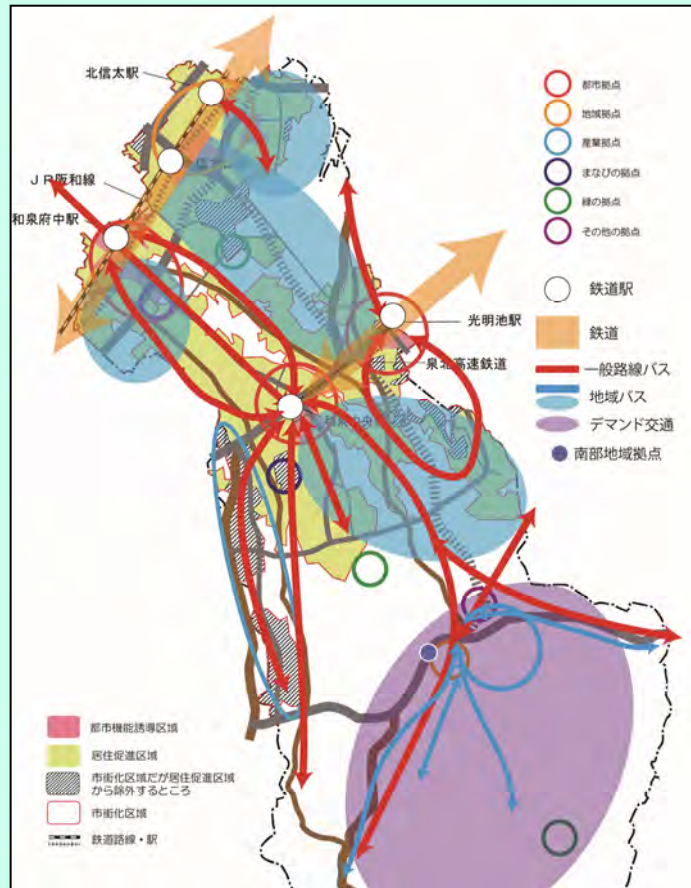 北信太駅
JR阪和線
和泉府中駅
光明池駅
泉北高速鉄道
都市拠点
地域拠点
産業拠点
まなびの拠点
緑の拠点
その他の拠点
鉄道駅
鉄道
一般路線バス
地域バス
デマンド交通
南部地域拠点
都市機能誘導区域
居住促進区域
市街化区域だが居住促進区域
から除外するところ
市街化区域
鉄道路線・駅